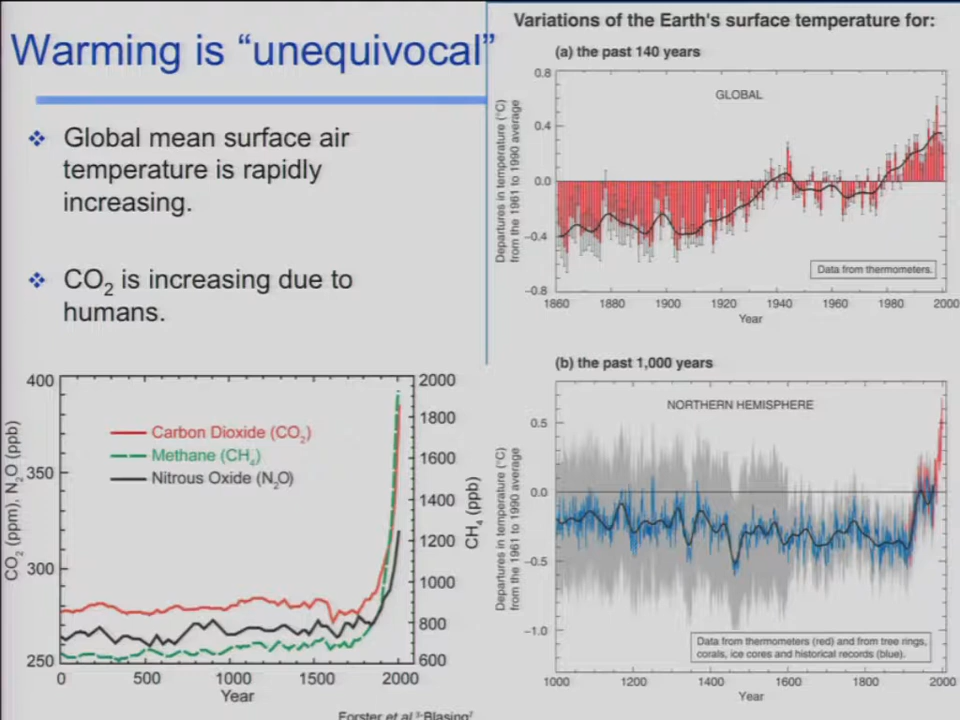 Warming is “unequivocal”
❖ Global mean surface air
temperature is rapidly
increasing.
❖ CO₂ is increasing due to
humans.
400
350
300
250
CO₂ (ppm), N₂O (ppb)
Carbon Dioxide (CO₂)
Methane (CH₄)
Nitrous Oxide (N₂O)
2000
1800
1600
1400
1200
1000
800
600
CH₄ (ppb)
0 500 1000 1500 2000
Year
Forster et al
Blasing
Variations of the Earth's surface temperature for:
(a) the past 140 years
GLOBAL
0.8
0.4
0.0
−0.4
−0.8
Departures in temperature (°C)
from the 1961 to 1990 average
Data from thermometers.
1860 1880 1900 1920 1940 1960 1980 2000
Year
(b) the past 1,000 years
NORTHERN HEMISPHERE
0.5
0.0
−0.5
−1.0
Departures in temperature (°C)
from the 1961 to 1990 average
Data from thermometers (red) and from tree rings,
corals, ice cores and historical records (blue).
1000 1200 1400 1600 1800 2000
Year